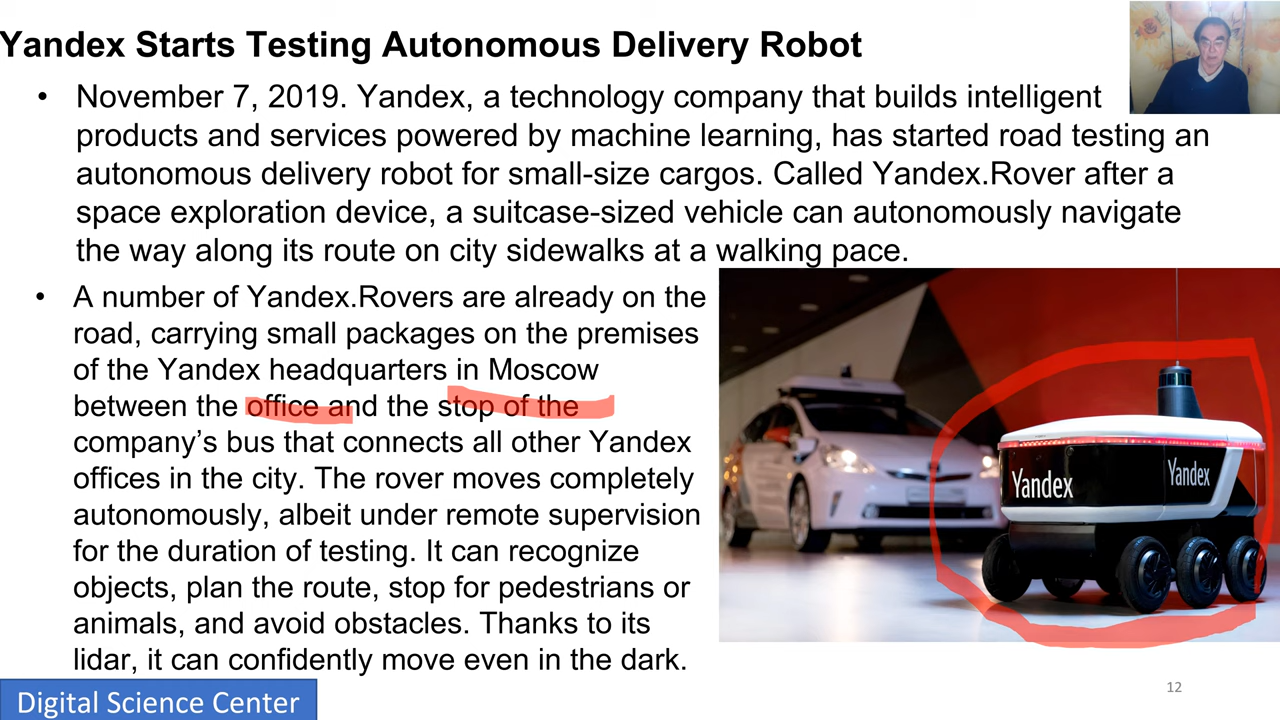 Yandex Starts Testing Autonomous Delivery Robot
• November 7, 2019. Yandex, a technology company that builds intelligent
products and services powered by machine learning, has started road testing an
autonomous delivery robot for small-size cargos. Called Yandex.Rover after a
space exploration device, a suitcase-sized vehicle can autonomously navigate
the way along its route on city sidewalks at a walking pace.
• A number of Yandex.Rovers are already on the
road, carrying small packages on the premises
of the Yandex headquarters in Moscow
between the office and the stop of the
company’s bus that connects all other Yandex
offices in the city. The rover moves completely
autonomously, albeit under remote supervision
for the duration of testing. It can recognize
objects, plan the route, stop for pedestrians or
animals, and avoid obstacles. Thanks to its
lidar, it can confidently move even in the dark.
Yandex
Yandex
Digital Science Center
12